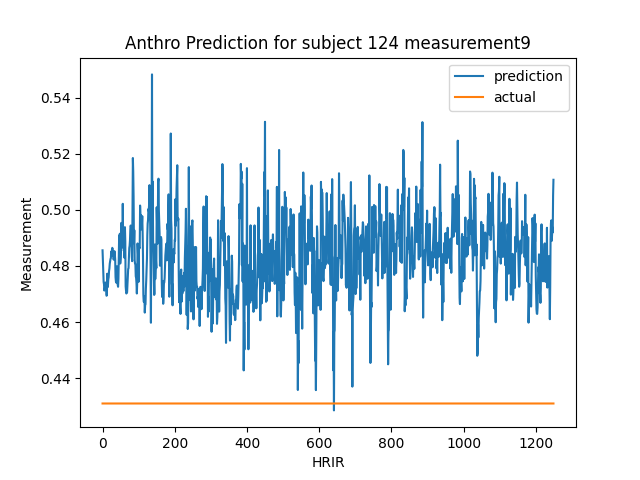 Anthro Prediction for subject 124 measurement9
prediction
actual
Measurement
0.54
0.52
0.50
0.48
0.46
0.44
0
200
400
600
800
1000
1200
HRIR